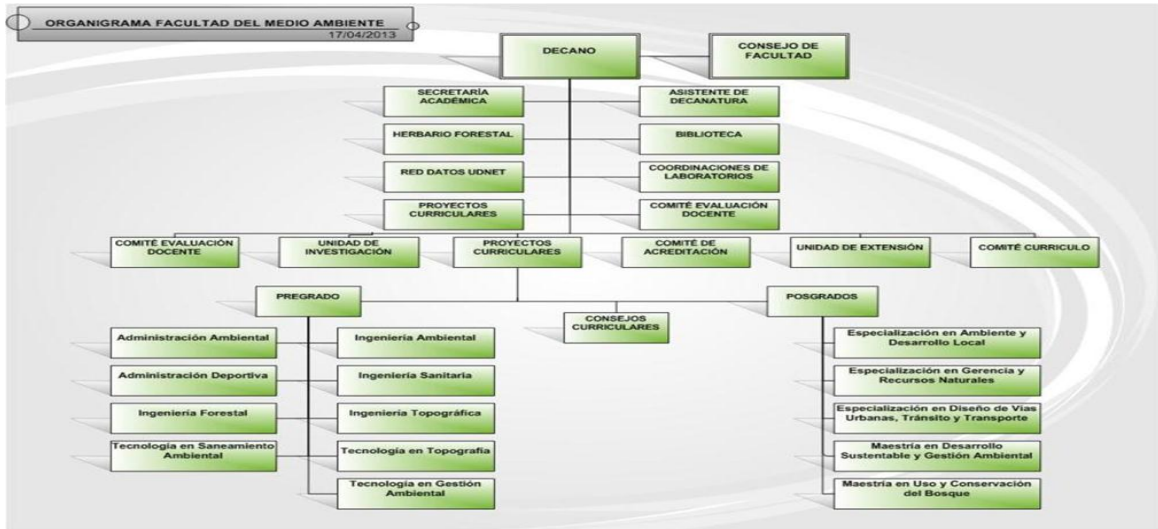 ORGANIGRAMA FACULTAD DEL MEDIO AMBIENTE
17/04/2013
DECANO
CONSEJO DE
FACULTAD
SECRETARÍA
ACADÉMICA
ASISTENTE DE
DECANATURA
HERBARIO FORESTAL
BIBLIOTECA
RED DATOS UDNET
COORDINACIONES DE
LABORATORIOS
PROYECTOS
CURRICULARES
COMITÉ EVALUACIÓN
DOCENTE
COMITÉ EVALUACIÓN
DOCENTE
UNIDAD DE
INVESTIGACIÓN
PROYECTOS
CURRICULARES
COMITÉ DE
ACREDITACIÓN
UNIDAD DE EXTENSIÓN
COMITÉ CURRICULO
PREGRADO
CONSEJOS
CURRICULARES
POSGRADOS
Administración Ambiental
Ingeniería Ambiental
Especialización en Ambiente y
Desarrollo Local
Administración Deportiva
Ingeniería Sanitaria
Especialización en Gerencia y
Recursos Naturales
Ingeniería Forestal
Ingeniería Topográfica
Especialización en Diseño de Vías
Urbanas, Tránsito y Transporte
Tecnología en Saneamiento
Ambiental
Tecnología en Topografía
Maestría en Desarrollo
Sustentable y Gestión Ambiental
Tecnología en Gestión
Ambiental
Maestría en Uso y Conservación
del Bosque